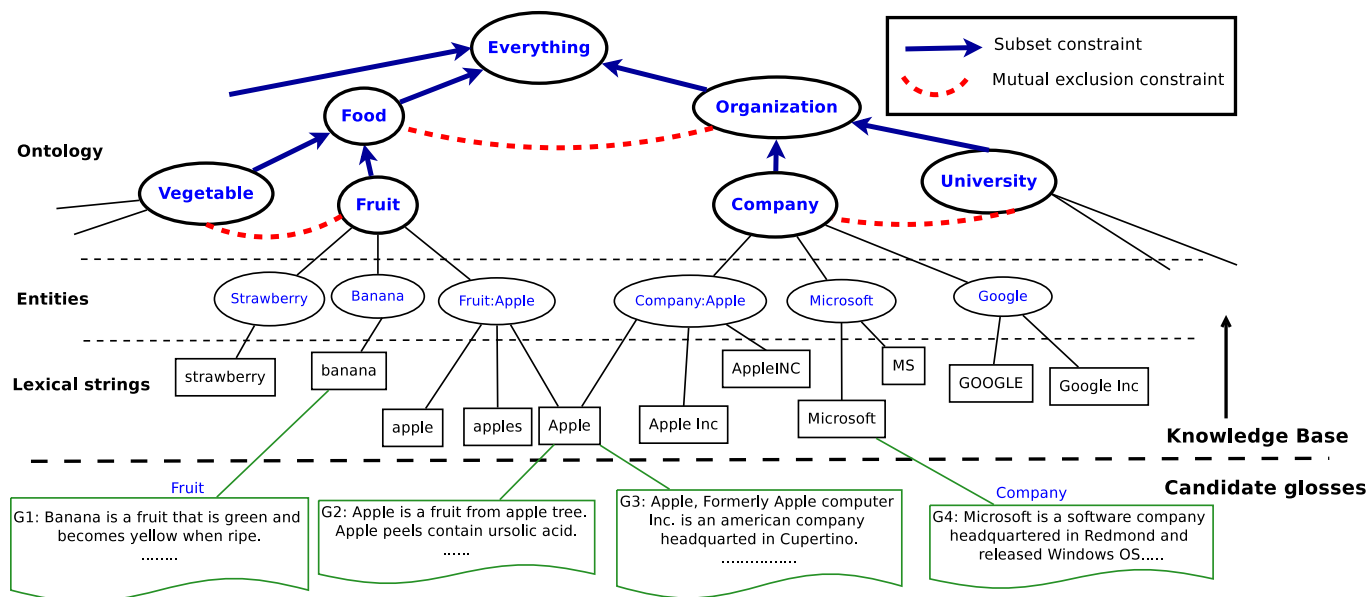 Everything
Subset constraint
Mutual exclusion constraint
Food
Organization
Ontology
Vegetable
Fruit
Company
University
Entities
Strawberry
Banana
Fruit:Apple
Company:Apple
Microsoft
Google
Lexical strings
strawberry
banana
apple
apples
Apple
Apple Inc
AppleINC
Microsoft
MS
GOOGLE
Google Inc
Knowledge Base
Candidate glosses
Fruit
G1: Banana is a fruit that is green and
becomes yellow when ripe.
........
G2: Apple is a fruit from apple tree.
Apple peels contain ursolic acid.
......
G3: Apple, Formerly Apple computer
Inc. is an american company
headquarted in Cupertino.
...............
Company
G4: Microsoft is a software company
headquartered in Redmond and
released Windows OS.....